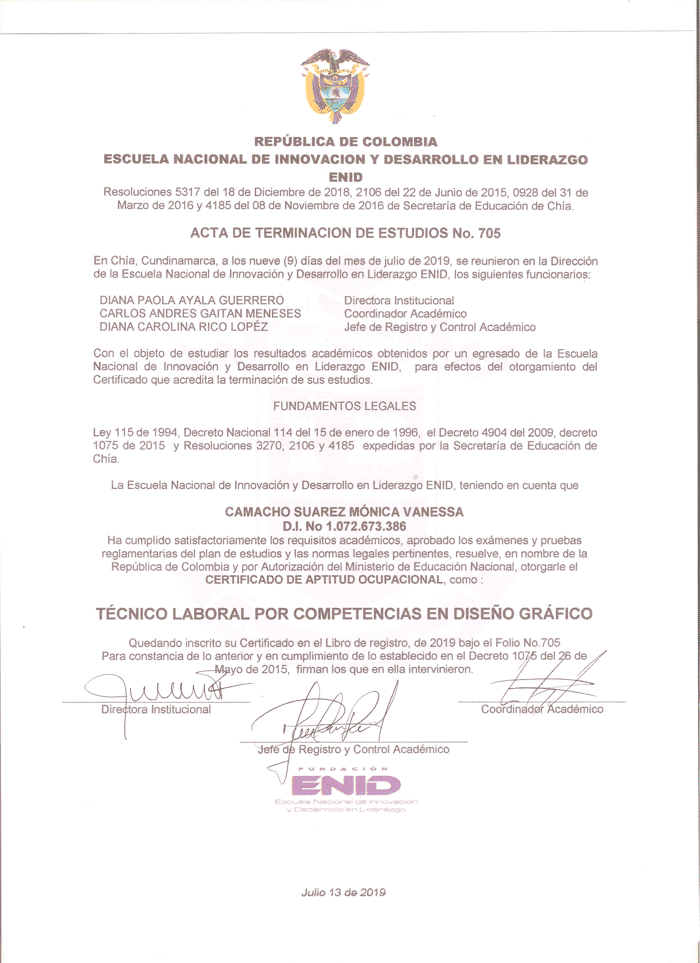 REPÚBLICA DE COLOMBIA
ESCUELA NACIONAL DE INNOVACION Y DESARROLLO EN LIDERAZGO
ENID
Resoluciones 5317 del 18 de Diciembre de 2018, 2106 del 22 de Junio de 2015, 0928 del 31 de
Marzo de 2016 y 4185 del 08 de Noviembre de 2016 de Secretaría de Educación de Chía.
ACTA DE TERMINACION DE ESTUDIOS No. 705
En Chía, Cundinamarca, a los nueve (9) días del mes de julio de 2019, se reunieron en la Dirección
de la Escuela Nacional de Innovación y Desarrollo en Liderazgo ENID, los siguientes funcionarios:
DIANA PAOLA AYALA GUERRERO Directora Institucional
CARLOS ANDRES GAITAN MENESES Coordinador Académico
DIANA CAROLINA RICO LOPÉZ Jefe de Registro y Control Académico
Con el objeto de estudiar los resultados académicos obtenidos por un egresado de la Escuela
Nacional de Innovación y Desarrollo en Liderazgo ENID, para efectos del otorgamiento del
Certificado que acredita la terminación de sus estudios.
FUNDAMENTOS LEGALES
Ley 115 de 1994, Decreto Nacional 114 del 15 de enero de 1996, el Decreto 4904 del 2009, decreto
1075 de 2015 y Resoluciones 3270, 2106 y 4185 expedidas por la Secretaría de Educación de
Chía.
La Escuela Nacional de Innovación y Desarrollo en Liderazgo ENID, teniendo en cuenta que
CAMACHO SUAREZ MÓNICA VANESSA
D.I. No 1.072.673.386
Ha cumplido satisfactoriamente los requisitos académicos, aprobado los exámenes y pruebas
reglamentarias del plan de estudios y las normas legales pertinentes, resuelve, en nombre de la
República de Colombia y por Autorización del Ministerio de Educación Nacional, otorgarle el
CERTIFICADO DE APTITUD OCUPACIONAL, como :
TÉCNICO LABORAL POR COMPETENCIAS EN DISEÑO GRÁFICO
Quedando inscrito su Certificado en el Libro de registro, de 2019 bajo el Folio No.705
Para constancia de lo anterior y en cumplimiento de lo establecido en el Decreto 1075 del 26 de
Mayo de 2015, firman los que en ella intervinieron.
Directora Institucional
Coordinador Académico
Jefe de Registro y Control Académico
FUNDACION
ENID
Escuela Nacional de Innovación
y Desarrollo en Liderazgo
Julio 13 de 2019